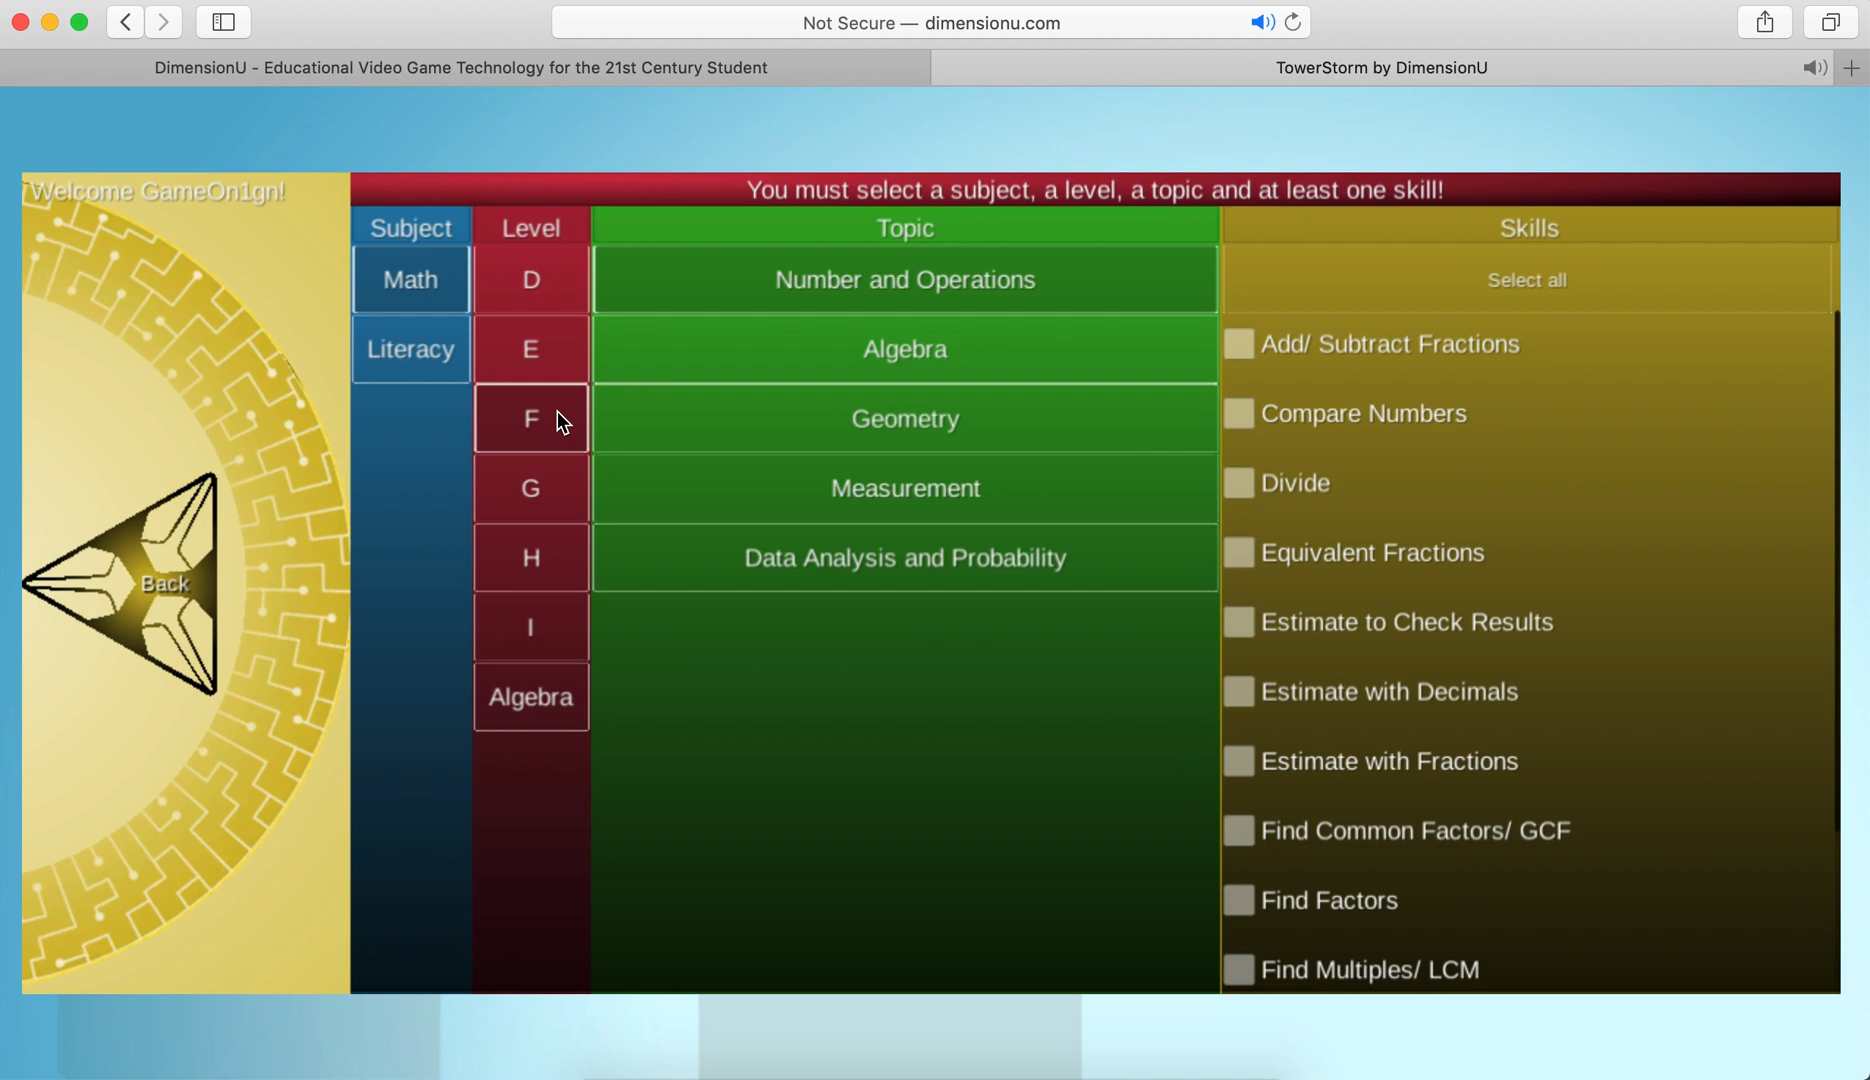 Not Secure — dimensionu.com
DimensionU - Educational Video Game Technology for the 21st Century Student
TowerStorm by DimensionU
Welcome GameOn1gn!
You must select a subject, a level, a topic and at least one skill!
Subject
Level
Topic
Skills
Math
D
Number and Operations
Select all
Literacy
E
Algebra
Add/ Subtract Fractions
F
Geometry
Compare Numbers
G
Measurement
Divide
H
Data Analysis and Probability
Equivalent Fractions
Back
I
Estimate to Check Results
Algebra
Estimate with Decimals
Estimate with Fractions
Find Common Factors/ GCF
Find Factors
Find Multiples/ LCM